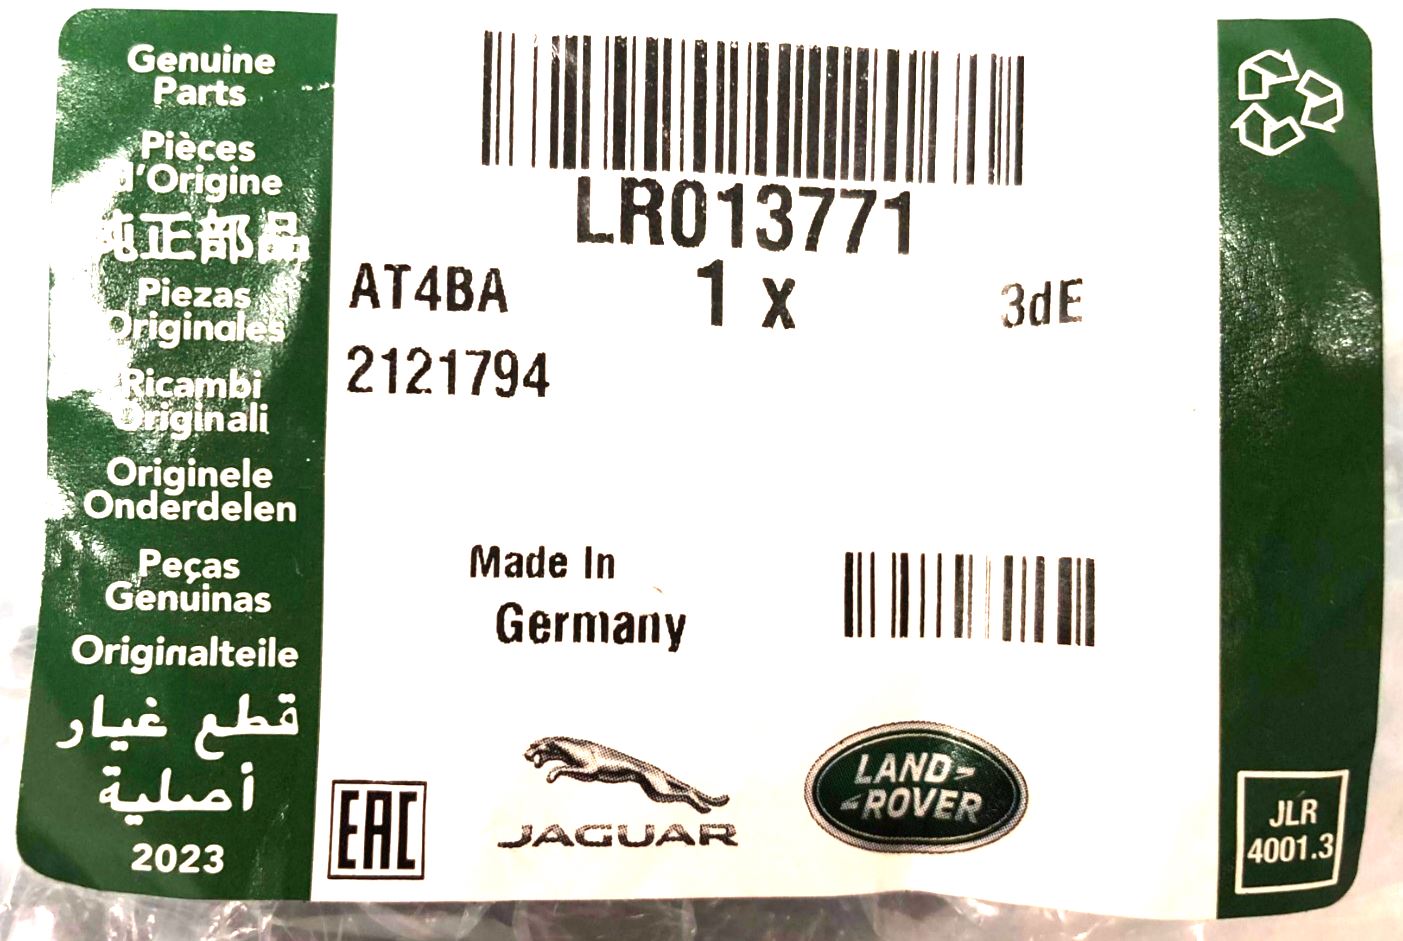 Genuine
Parts
Pièces
d'Origine
純正部品
Piezas
Originales
Ricambi
Originali
Originele
Onderdelen
Peças
Genuinas
Originalteile
قطع غيار
أصلية
2023
LR013771
AT4BA 1 x 3dE
2121794
Made In
Germany
EAC
JAGUAR
LAND-
-ROVER
JLR
4001.3